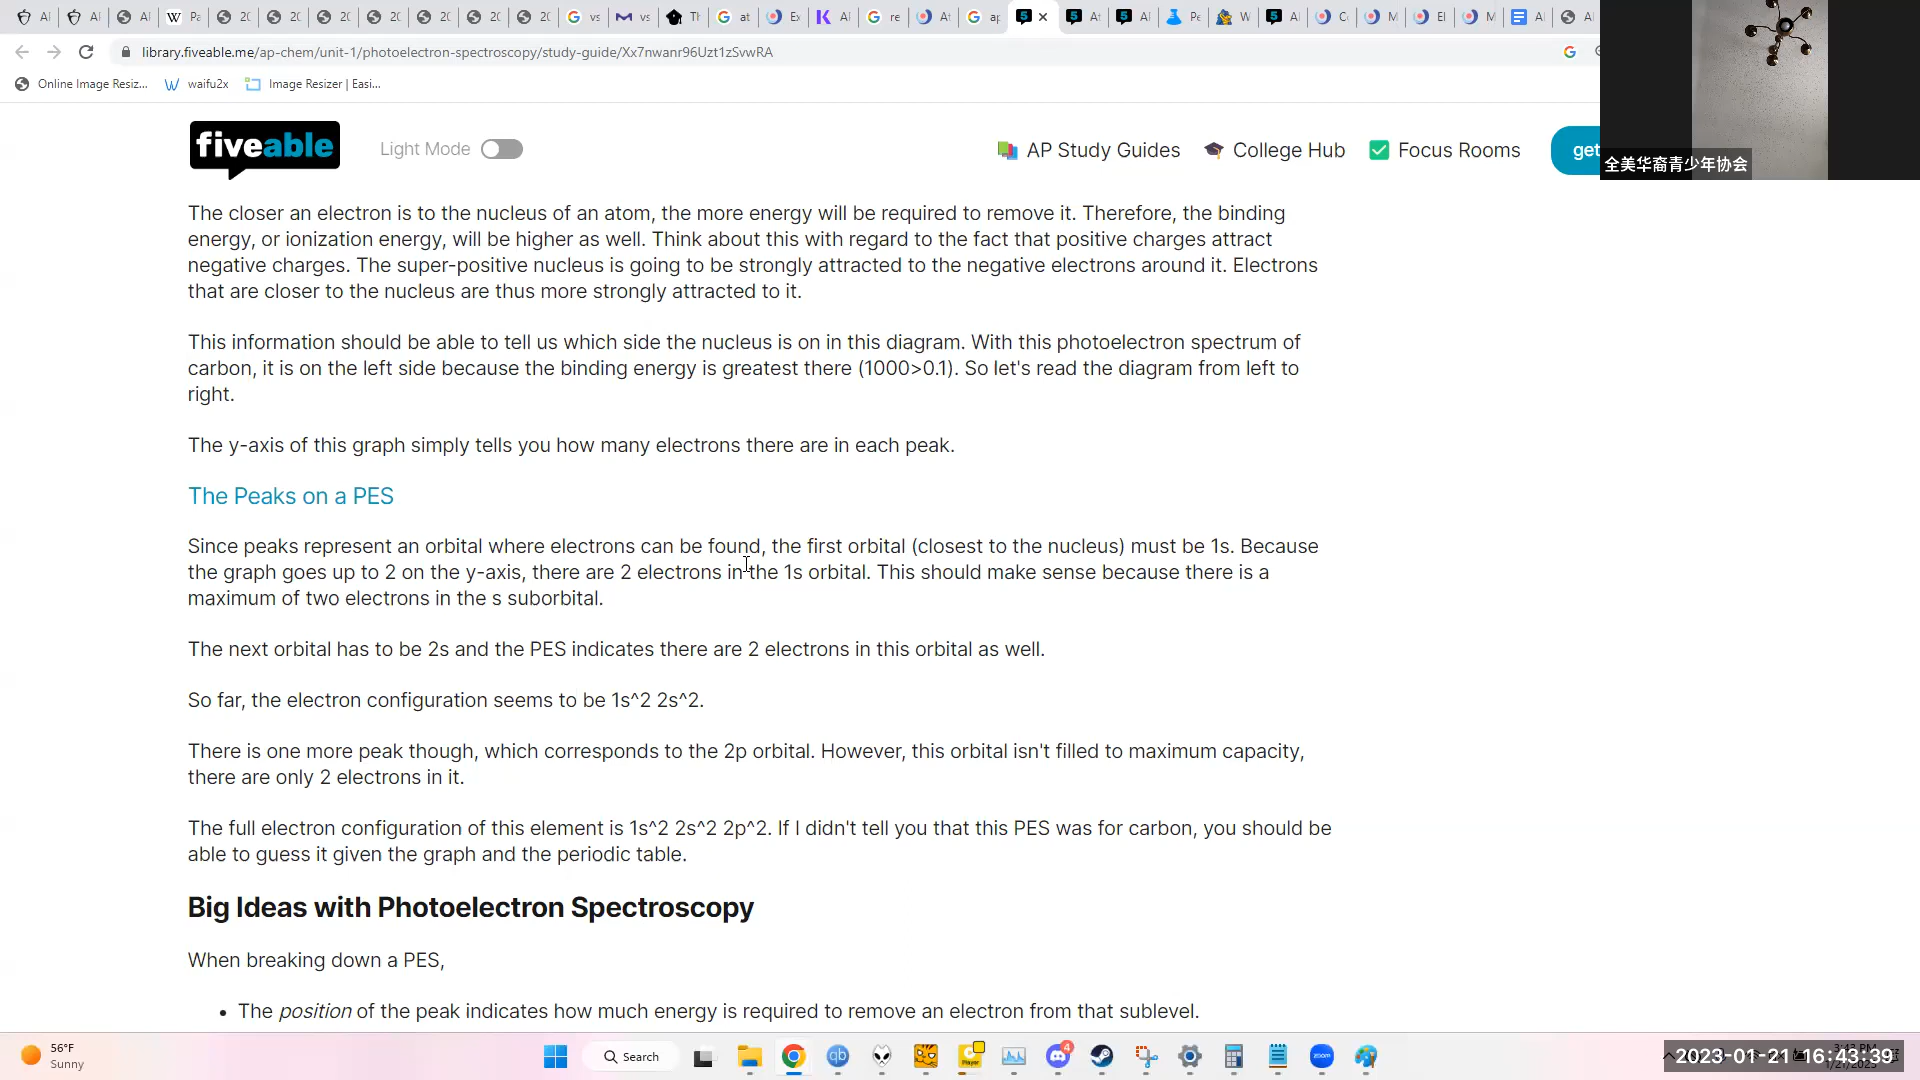 library.fiveable.me/ap-chem/unit-1/photoelectron-spectroscopy/study-guide/Xx7nwanr96Uzt1zSvwRA
Online Image Resiz...
waifu2x
Image Resizer | Easi...
fiveable
Light Mode
AP Study Guides
College Hub
Focus Rooms
get
全美华裔青少年协会
The closer an electron is to the nucleus of an atom, the more energy will be required to remove it. Therefore, the binding
energy, or ionization energy, will be higher as well. Think about this with regard to the fact that positive charges attract
negative charges. The super-positive nucleus is going to be strongly attracted to the negative electrons around it. Electrons
that are closer to the nucleus are thus more strongly attracted to it.
This information should be able to tell us which side the nucleus is on in this diagram. With this photoelectron spectrum of
carbon, it is on the left side because the binding energy is greatest there (1000>0.1). So let's read the diagram from left to
right.
The y-axis of this graph simply tells you how many electrons there are in each peak.
The Peaks on a PES
Since peaks represent an orbital where electrons can be found, the first orbital (closest to the nucleus) must be 1s. Because
the graph goes up to 2 on the y-axis, there are 2 electrons in the 1s orbital. This should make sense because there is a
maximum of two electrons in the s suborbital.
The next orbital has to be 2s and the PES indicates there are 2 electrons in this orbital as well.
So far, the electron configuration seems to be 1s^2 2s^2.
There is one more peak though, which corresponds to the 2p orbital. However, this orbital isn't filled to maximum capacity,
there are only 2 electrons in it.
The full electron configuration of this element is 1s^2 2s^2 2p^2. If I didn't tell you that this PES was for carbon, you should be
able to guess it given the graph and the periodic table.
Big Ideas with Photoelectron Spectroscopy
When breaking down a PES,
• The position of the peak indicates how much energy is required to remove an electron from that sublevel.
56°F
Sunny
Search
4
zoom
2023-01-21 16:43:39